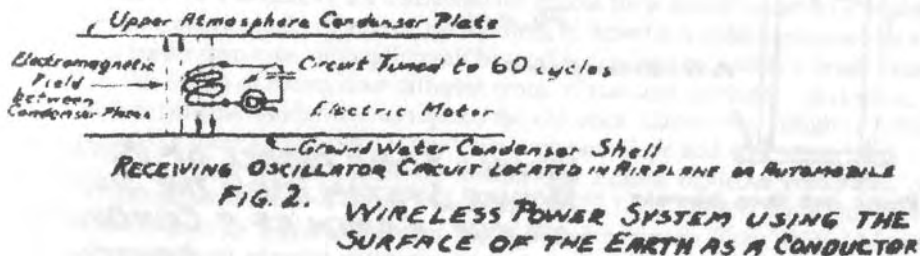 Upper Atmosphere Condenser Plate
Electromagnetic
Field
between
Condenser Plates
Circuit Tuned to 60 cycles
Electric Motor
Ground Water Condenser Shell
RECEIVING OSCILLATOR CIRCUIT LOCATED IN AIRPLANE OR AUTOMOBILE
FIG. 2.
WIRELESS POWER SYSTEM USING THE
SURFACE OF THE EARTH AS A CONDUCTOR